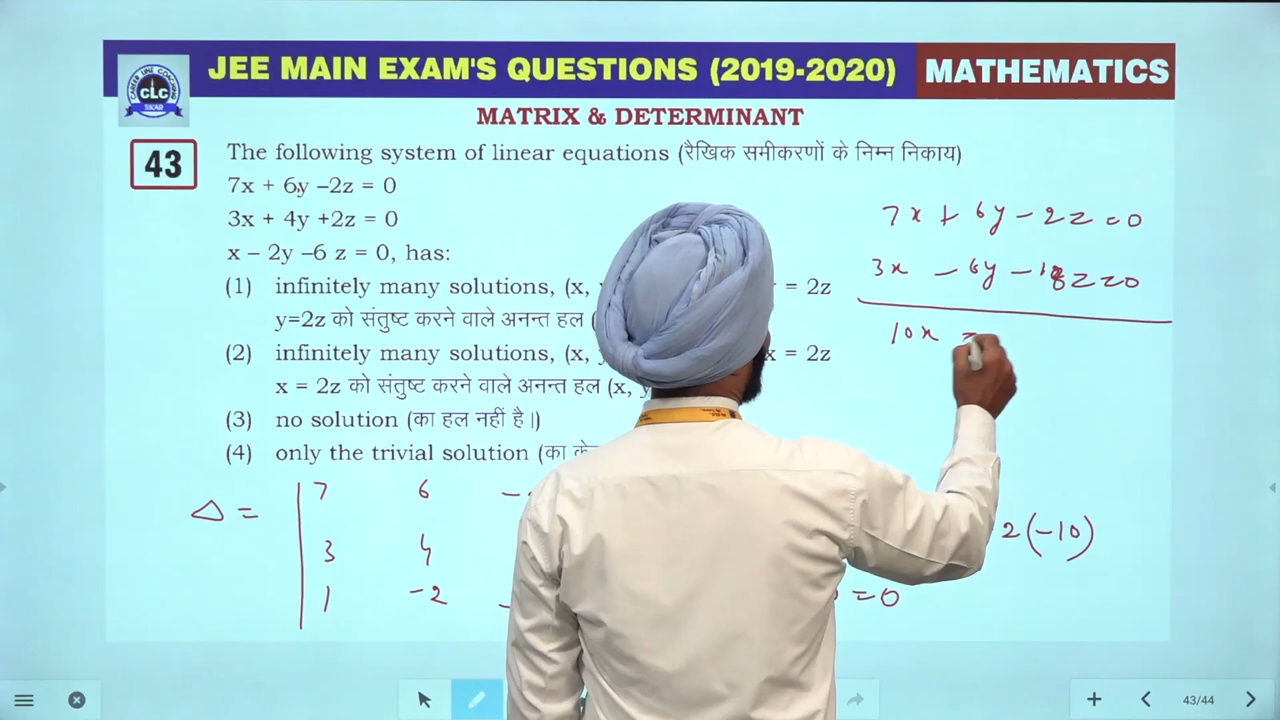 JEE MAIN EXAM'S QUESTIONS (2019-2020) MATHEMATICS
CAREER LINE COACHING
CLC
SIKAR
MATRIX & DETERMINANT
43 The following system of linear equations (रैखिक समीकरणों के निम्न निकाय)
7x + 6y –2z = 0
3x + 4y +2z = 0
x – 2y –6 z = 0, has:
(1) infinitely many solutions, (x, = 2z
y=2z को संतुष्ट करने वाले अनन्त हल (
(2) infinitely many solutions, (x, x = 2z
x = 2z को संतुष्ट करने वाले अनन्त हल (x,
(3) no solution (का हल नहीं है।)
(4) only the trivial solution (का
7x + 6y – 2z = 0
3x – 6y – 18z = 0
10x =
Δ = 7 6 –
3 4
1 –2 –
2(–10)
= 0
43/44